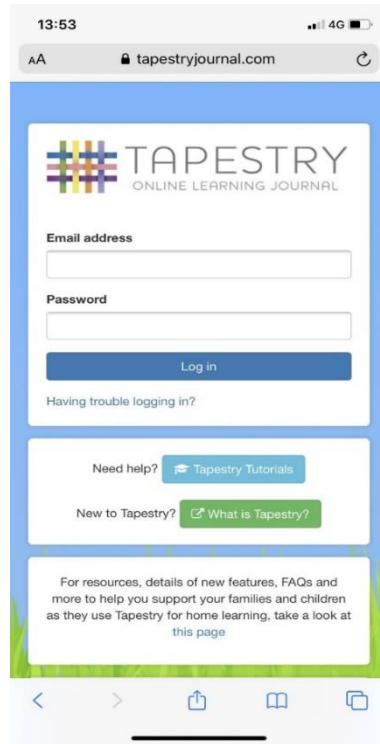 13:53
4G
AA tapestryjournal.com
TAPESTRY
ONLINE LEARNING JOURNAL
Email address
Password
Log in
Having trouble logging in?
Need help? Tapestry Tutorials
New to Tapestry? What is Tapestry?
For resources, details of new features, FAQs and
more to help you support your families and children
as they use Tapestry for home learning, take a look at
this page